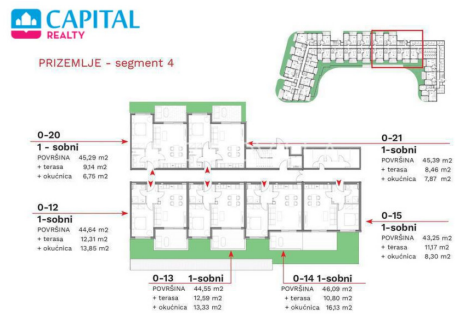 CAPITAL
REALTY
PRIZEMLJE - segment 4
0-20
1 - sobni
POVRŠINA 45,29 m2
+ terasa 9,14 m2
+ okućnica 6,75 m2
0-21
1-sobni
POVRŠINA 45,39 m2
+ terasa 8,46 m2
+ okućnica 7,87 m2
0-12
1-sobni
POVRŠINA 44,64 m2
+ terasa 12,31 m2
+ okućnica 13,85 m2
0-15
1-sobni
POVRŠINA 43,25 m2
+ terasa 11,17 m2
+ okućnica 8,30 m2
0-13 1-sobni
POVRŠINA 44,55 m2
+ terasa 12,59 m2
+ okućnica 13,33 m2
0-14 1-sobni
POVRŠINA 46,09 m2
+ terasa 10,80 m2
+ okućnica 16,13 m2